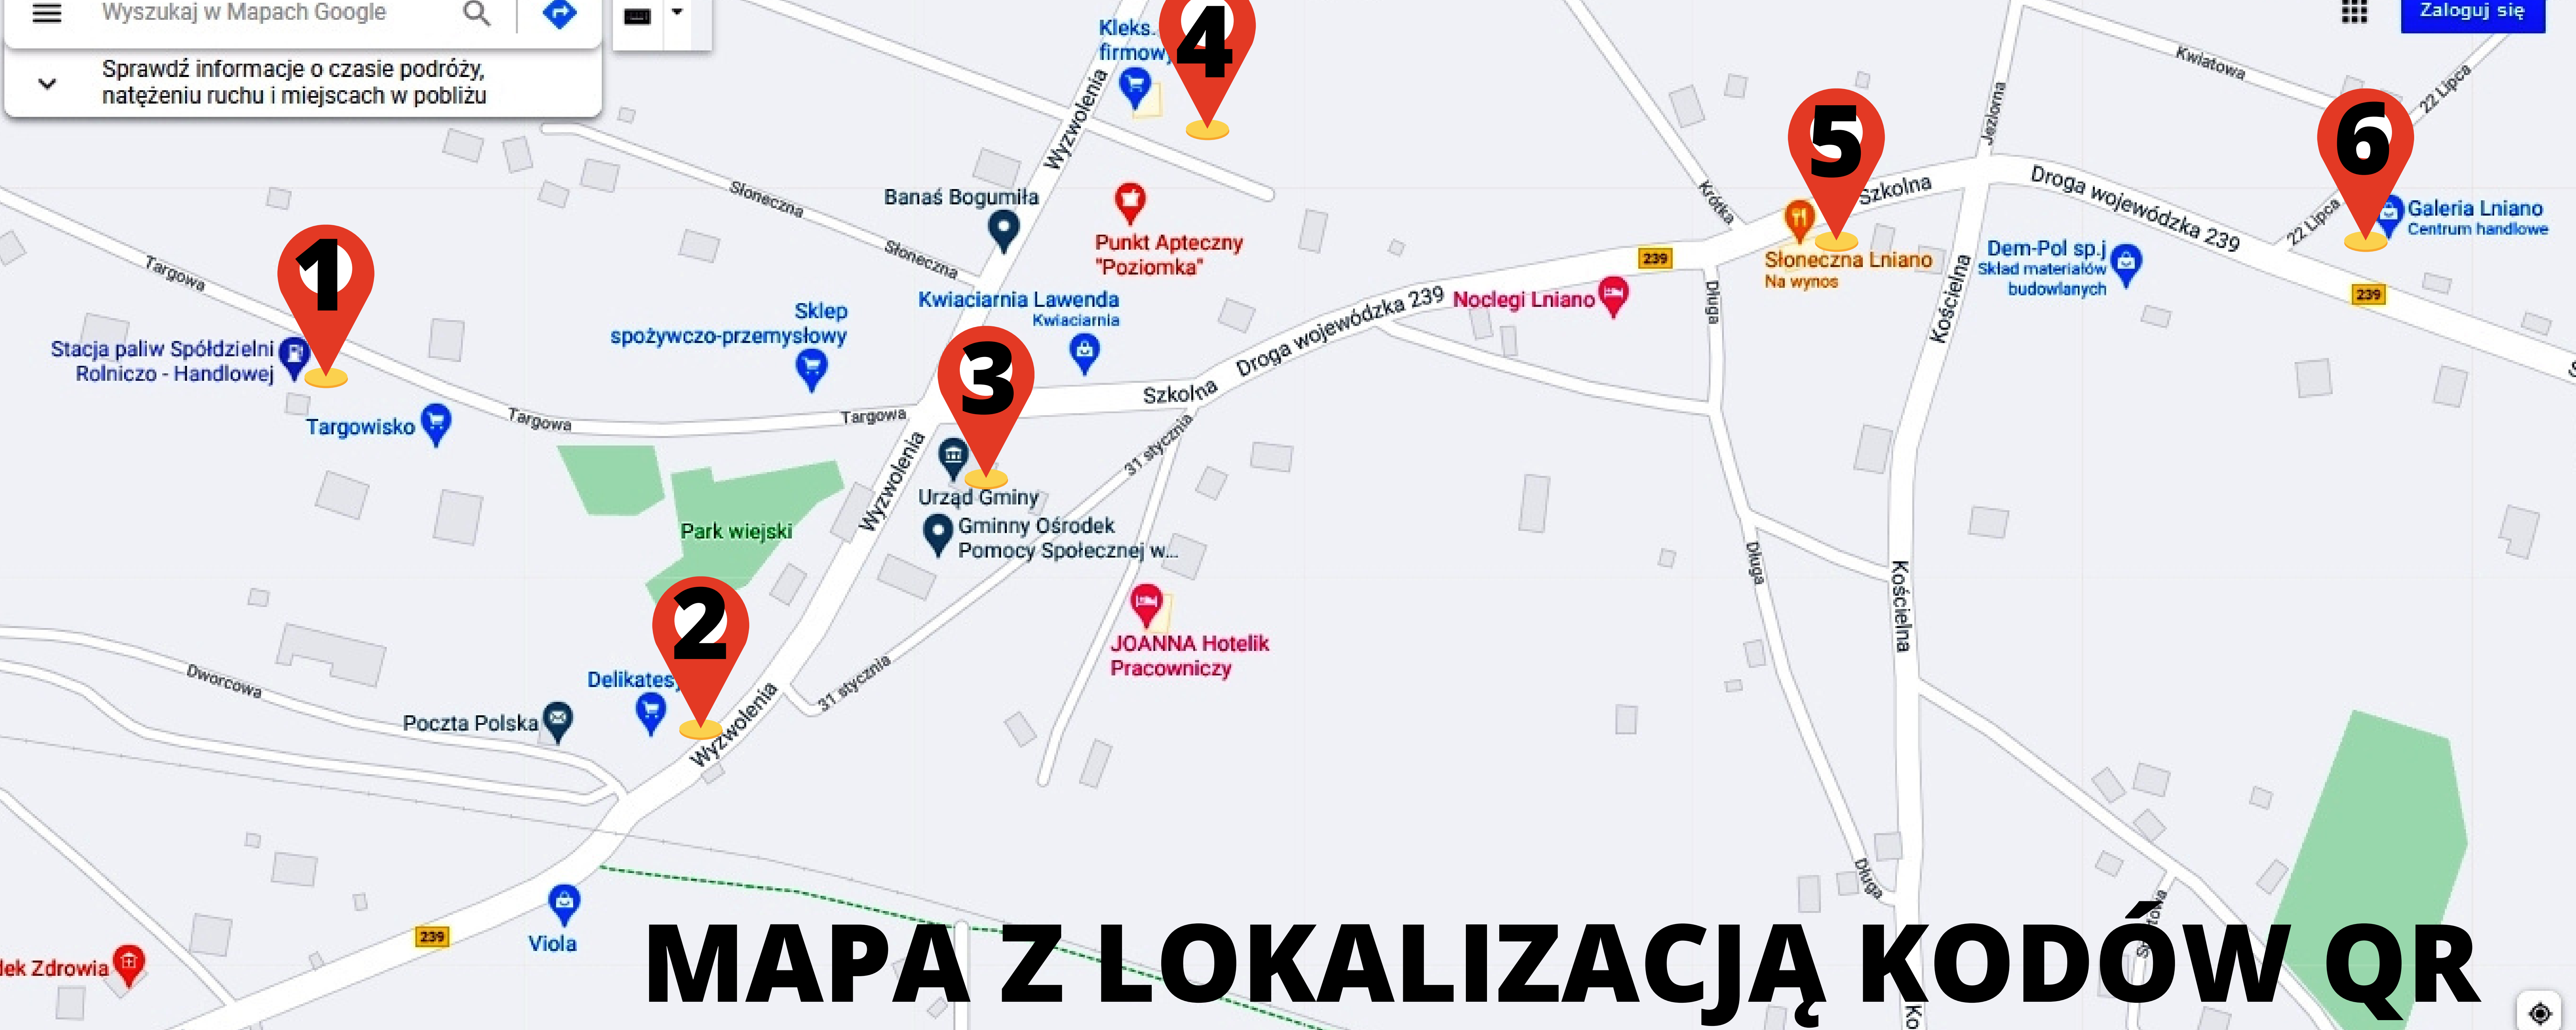 Wyszukaj w Mapach Google
Zaloguj się
Sprawdź informacje o czasie podróży,
natężeniu ruchu i miejscach w pobliżu
Kleks.
firmowy
4
Wyzwolenia
Kwiatowa
22 Lipca
Jeziorna
5
6
Słoneczna
Banaś Bogumiła
Krótka
Szkolna
Droga wojewódzka 239
22 Lipca
Galeria Lniano
Centrum handlowe
Punkt Apteczny
"Poziomka"
Słoneczna
239
Słoneczna Lniano
Na wynos
Dem-Pol sp.j
Skład materiałów
budowlanych
Kościelna
239
1
Targowa
Kwiaciarnia Lawenda
Kwiaciarnia
Noclegi Lniano
Długa
Sklep
spożywczo-przemysłowy
Droga wojewódzka 239
Stacja paliw Spółdzielni
Rolniczo - Handlowej
3
Szkolna
Targowisko
Targowa
Targowa
Wyzwolenia
31 stycznia
Urząd Gminy
Gminny Ośrodek
Pomocy Społecznej w...
Park wiejski
Długa
Kościelna
2
JOANNA Hotelik
Pracowniczy
Dworcowa
Delikatesy
31 stycznia
Poczta Polska
Wyzwolenia
Długa
239
Viola
dek Zdrowia
MAPA Z LOKALIZACJĄ KODÓW QR
Ko